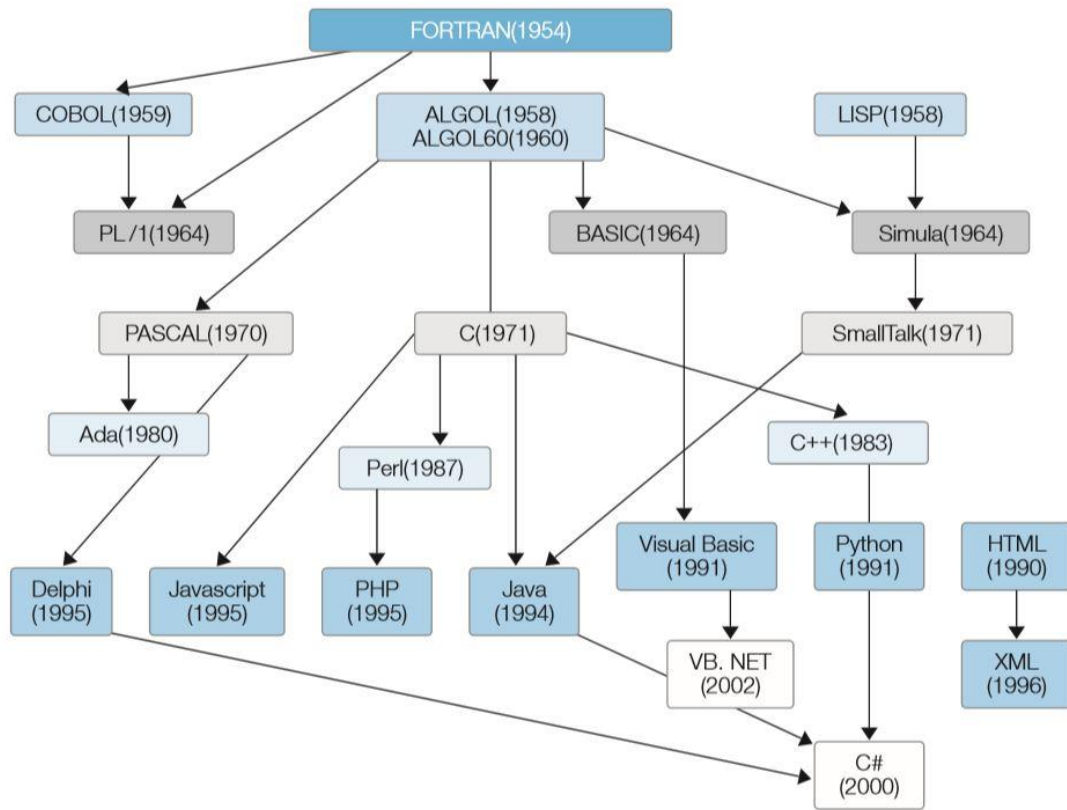 FORTRAN(1954)
COBOL(1959)
ALGOL(1958)
ALGOL60(1960)
LISP(1958)
PL /1(1964)
BASIC(1964)
Simula(1964)
PASCAL(1970)
C(1971)
SmallTalk(1971)
Ada(1980)
Perl(1987)
C++(1983)
Delphi
(1995)
Javascript
(1995)
PHP
(1995)
Java
(1994)
Visual Basic
(1991)
Python
(1991)
HTML
(1990)
VB. NET
(2002)
XML
(1996)
C#
(2000)